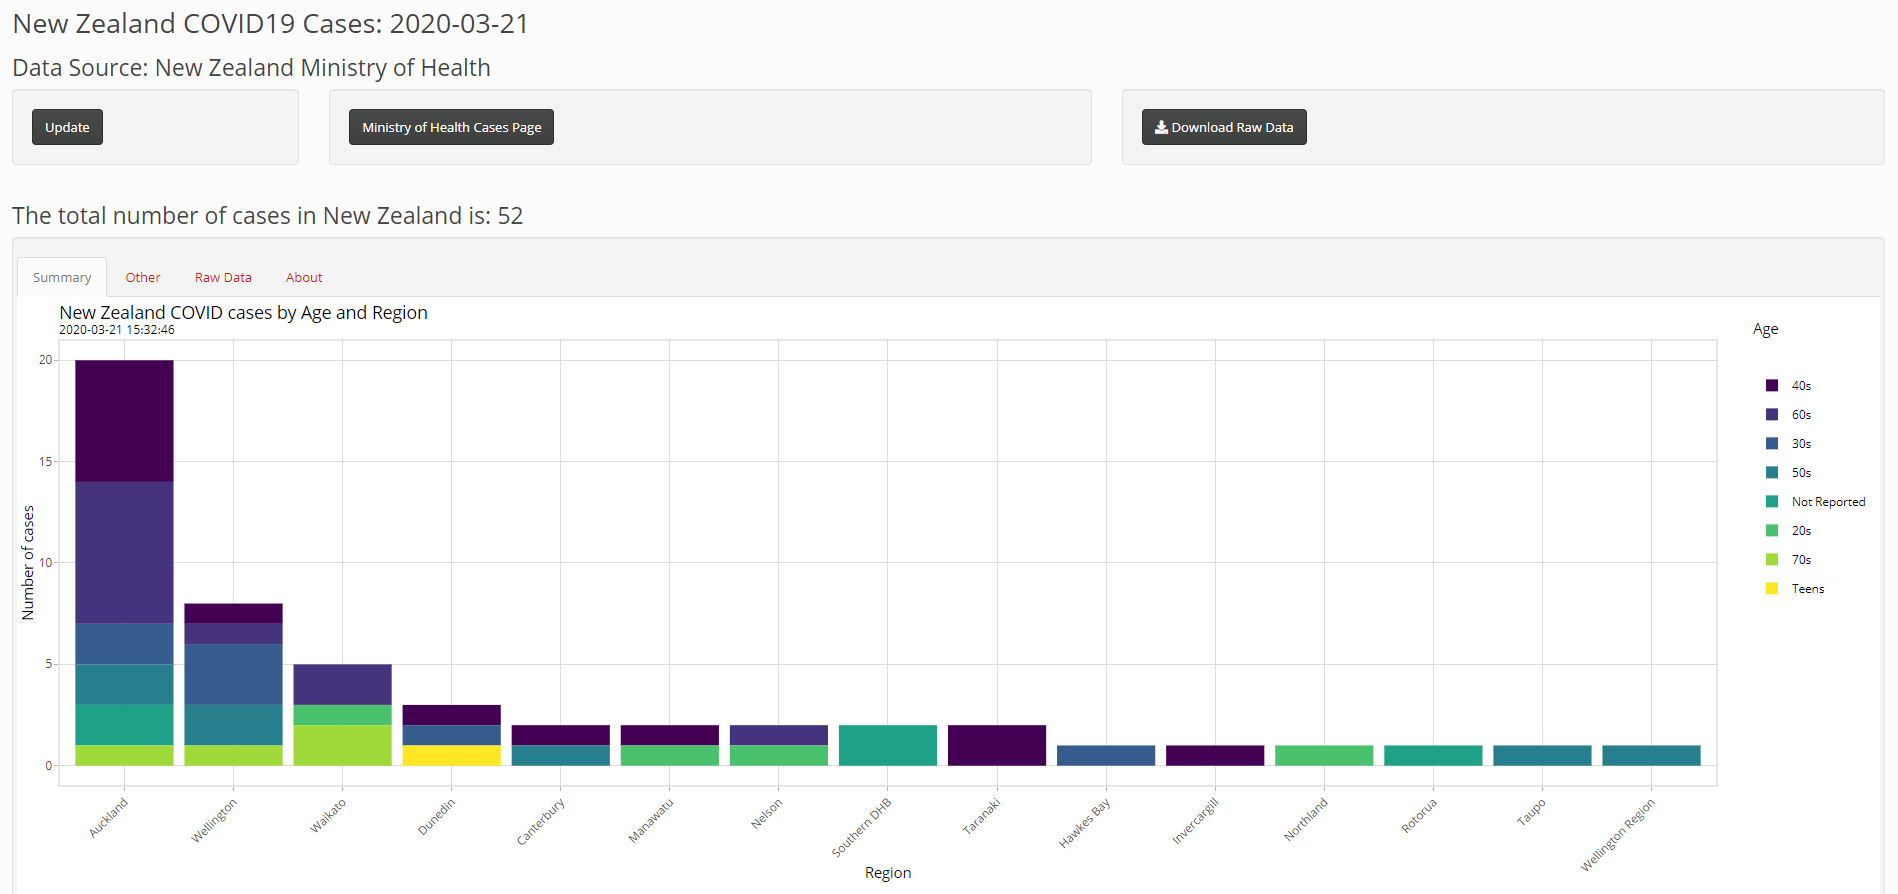 New Zealand COVID19 Cases: 2020-03-21
Data Source: New Zealand Ministry of Health
Update
Ministry of Health Cases Page
Download Raw Data
The total number of cases in New Zealand is: 52
Summary
Other
Raw Data
About
New Zealand COVID cases by Age and Region
2020-03-21 15:32:46
Number of cases
20
15
10
5
0
Auckland
Wellington
Waikato
Dunedin
Canterbury
Manawatu
Nelson
Southern DHB
Taranaki
Hawkes Bay
Invercargill
Northland
Rotorua
Taupo
Wellington Region
Region
Age
40s
60s
30s
50s
Not Reported
20s
70s
Teens